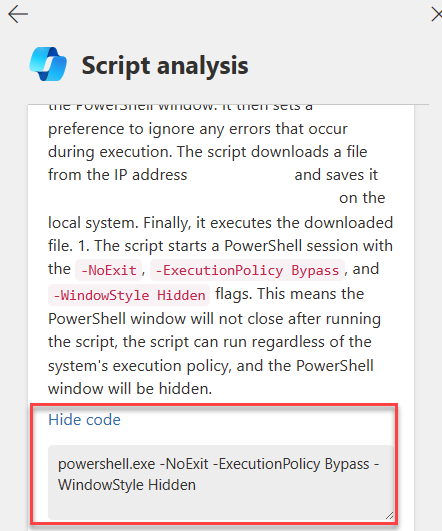 Script analysis
the PowerShell window. It then sets a
preference to ignore any errors that occur
during execution. The script downloads a file
from the IP address and saves it
on the
local system. Finally, it executes the downloaded
file. 1. The script starts a PowerShell session with
the -NoExit, -ExecutionPolicy Bypass, and
-WindowStyle Hidden flags. This means the
PowerShell window will not close after running
the script, the script can run regardless of the
system's execution policy, and the PowerShell
window will be hidden.
Hide code
powershell.exe -NoExit -ExecutionPolicy Bypass -
WindowStyle Hidden